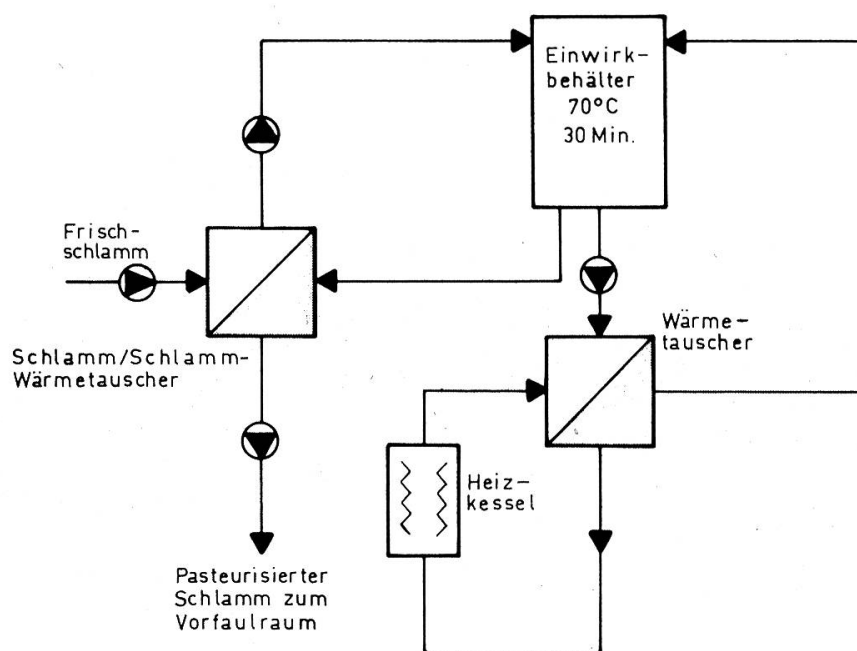 Einwirk-
behälter
70°C
30 Min.
Frisch-
schlamm
Schlamm/Schlamm-
Wärmetauscher
Wärme-
tauscher
Heiz-
kessel
Pasteurisierter
Schlamm zum
Vorfaulraum